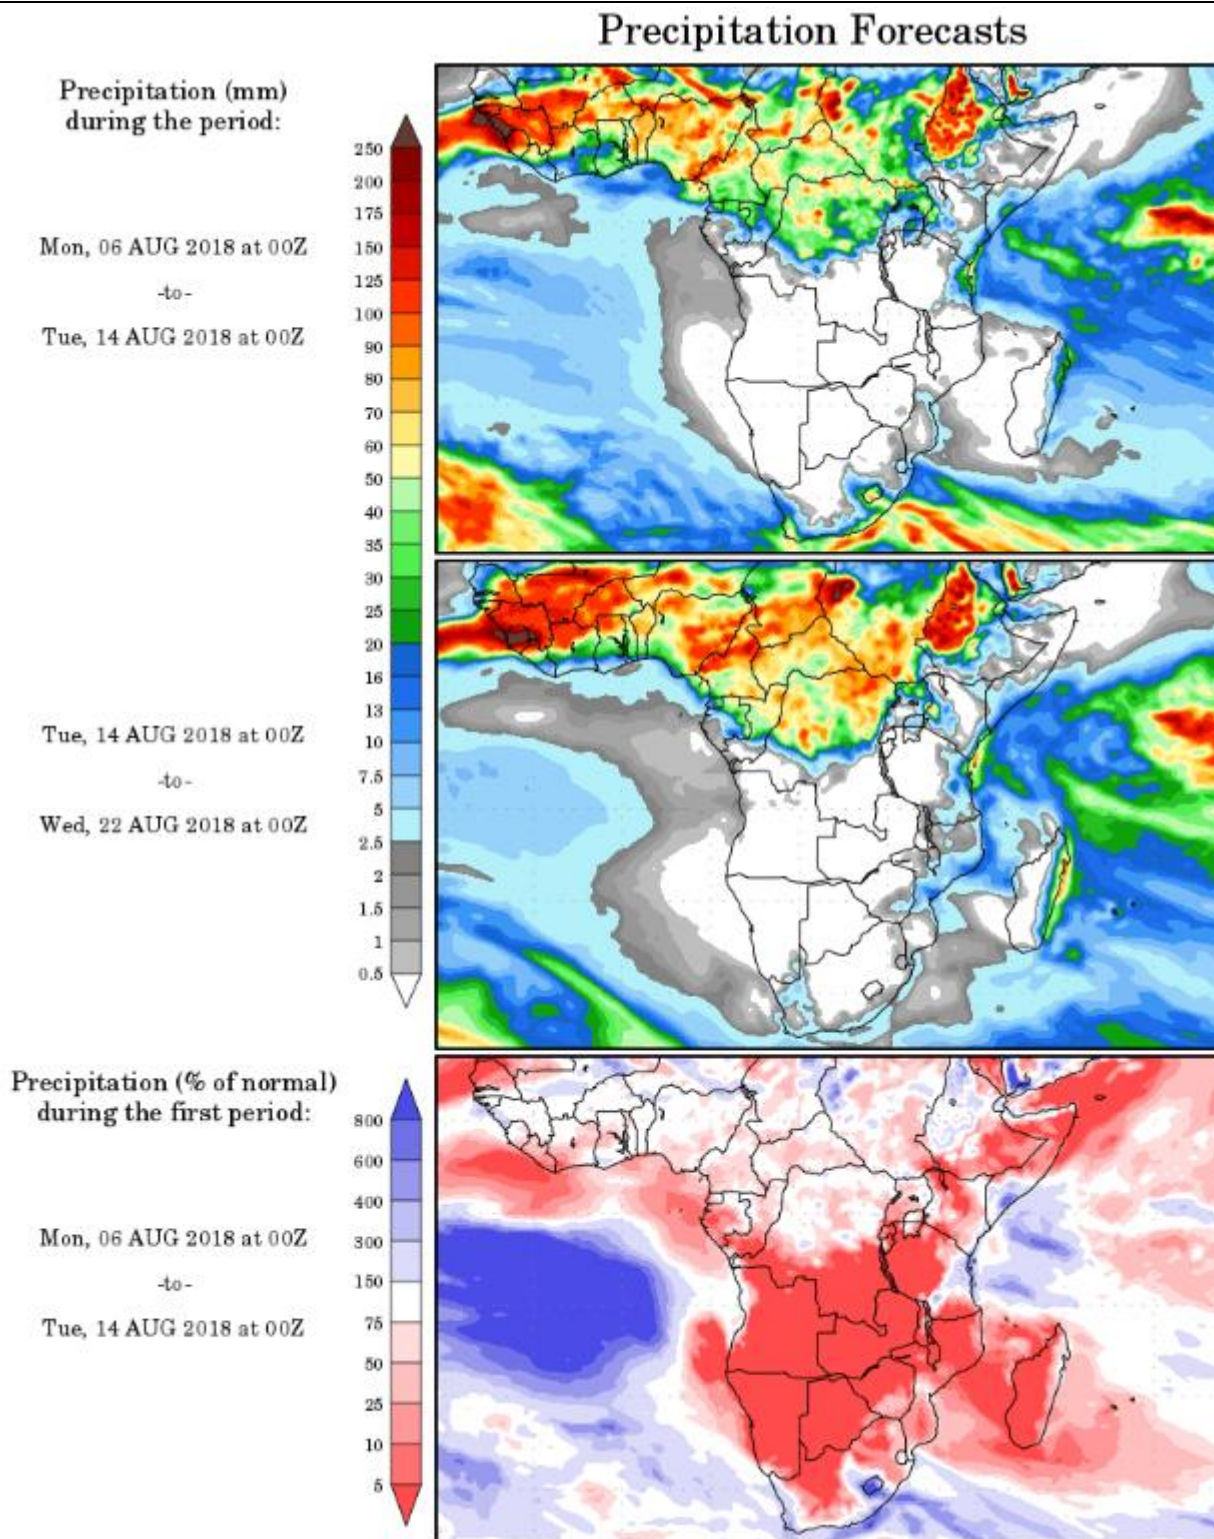 Precipitation Forecasts
Precipitation (mm)
during the period:
Mon, 06 AUG 2018 at 00Z
-to-
Tue, 14 AUG 2018 at 00Z
250
200
175
150
125
100
90
80
70
60
50
40
35
30
25
20
16
13
10
7.5
5
2.5
2
1.5
1
0.5
Tue, 14 AUG 2018 at 00Z
-to-
Wed, 22 AUG 2018 at 00Z
Precipitation (% of normal)
during the first period:
Mon, 06 AUG 2018 at 00Z
-to-
Tue, 14 AUG 2018 at 00Z
800
600
400
300
150
75
50
25
10
5